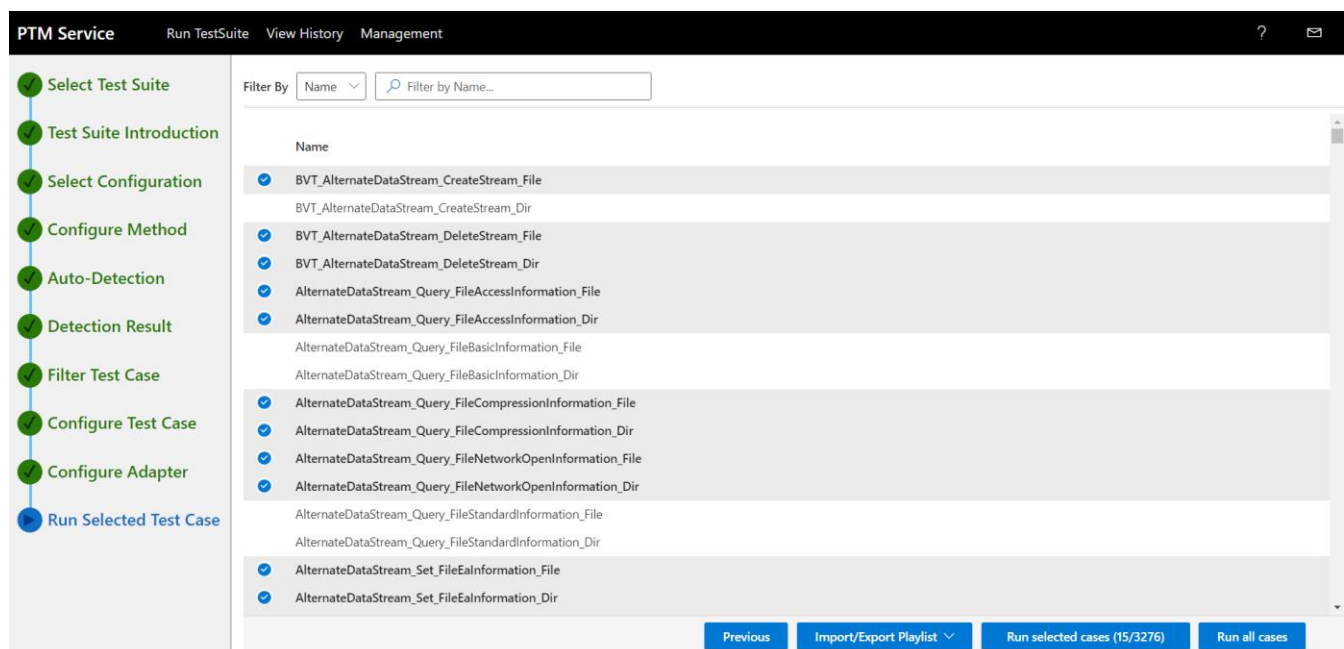 PTM Service Run TestSuite View History Management ?
Select Test Suite
Test Suite Introduction
Select Configuration
Configure Method
Auto-Detection
Detection Result
Filter Test Case
Configure Test Case
Configure Adapter
Run Selected Test Case
Filter By Name Filter by Name...
Name
BVT_AlternateDataStream_CreateStream_File
BVT_AlternateDataStream_CreateStream_Dir
BVT_AlternateDataStream_DeleteStream_File
BVT_AlternateDataStream_DeleteStream_Dir
AlternateDataStream_Query_FileAccessInformation_File
AlternateDataStream_Query_FileAccessInformation_Dir
AlternateDataStream_Query_FileBasicInformation_File
AlternateDataStream_Query_FileBasicInformation_Dir
AlternateDataStream_Query_FileCompressionInformation_File
AlternateDataStream_Query_FileCompressionInformation_Dir
AlternateDataStream_Query_FileNetworkOpenInformation_File
AlternateDataStream_Query_FileNetworkOpenInformation_Dir
AlternateDataStream_Query_FileStandardInformation_File
AlternateDataStream_Query_FileStandardInformation_Dir
AlternateDataStream_Set_FileEaInformation_File
AlternateDataStream_Set_FileEaInformation_Dir
Previous Import/Export Playlist Run selected cases (15/3276) Run all cases